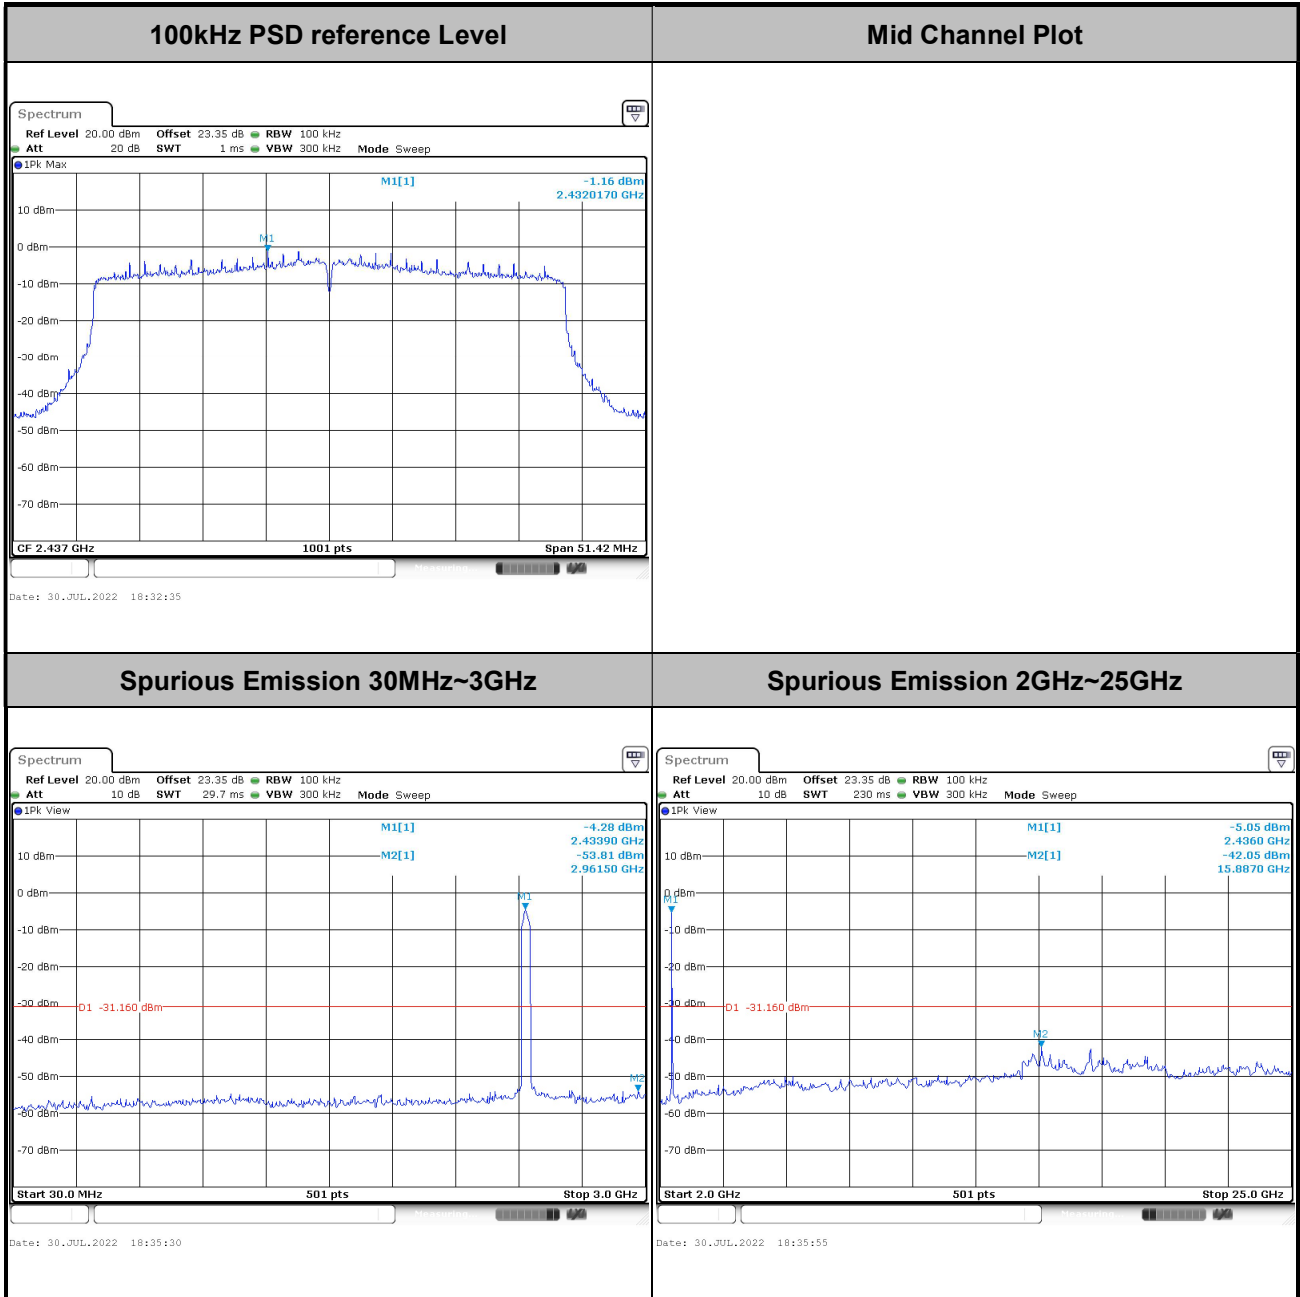 100kHz PSD reference Level
Mid Channel Plot
Spectrum
Ref Level 20.00 dBm Offset 23.35 dB RBW 100 kHz
Att 20 dB SWT 1 ms VBW 300 kHz Mode Sweep
1Pk Max
M1[1] -1.16 dBm
2.4320170 GHz
10 dBm
M1
0 dBm
-10 dBm
-20 dBm
-30 dBm
-40 dBm
-50 dBm
-60 dBm
-70 dBm
CF 2.437 GHz 1001 pts Span 51.42 MHz
Measuring
Date: 30.JUL.2022 18:32:35
Spurious Emission 30MHz~3GHz
Spurious Emission 2GHz~25GHz
Spectrum
Ref Level 20.00 dBm Offset 23.35 dB RBW 100 kHz
Att 10 dB SWT 29.7 ms VBW 300 kHz Mode Sweep
1Pk View
M1[1] -4.28 dBm
2.43390 GHz
10 dBm M2[1] -53.81 dBm
2.96150 GHz
0 dBm
M1
-10 dBm
-20 dBm
-30 dBm
D1 -31.160 dBm
-40 dBm
-50 dBm
M2
-60 dBm
-70 dBm
Start 30.0 MHz 501 pts Stop 3.0 GHz
Measuring
Date: 30.JUL.2022 18:35:30
Spectrum
Ref Level 20.00 dBm Offset 23.35 dB RBW 100 kHz
Att 10 dB SWT 230 ms VBW 300 kHz Mode Sweep
1Pk View
M1[1] -5.05 dBm
2.4360 GHz
10 dBm M2[1] -42.05 dBm
15.8870 GHz
0 dBm
M1
-10 dBm
-20 dBm
-30 dBm
D1 -31.160 dBm
M2
-40 dBm
-50 dBm
-60 dBm
-70 dBm
Start 2.0 GHz 501 pts Stop 25.0 GHz
Measuring
Date: 30.JUL.2022 18:35:55